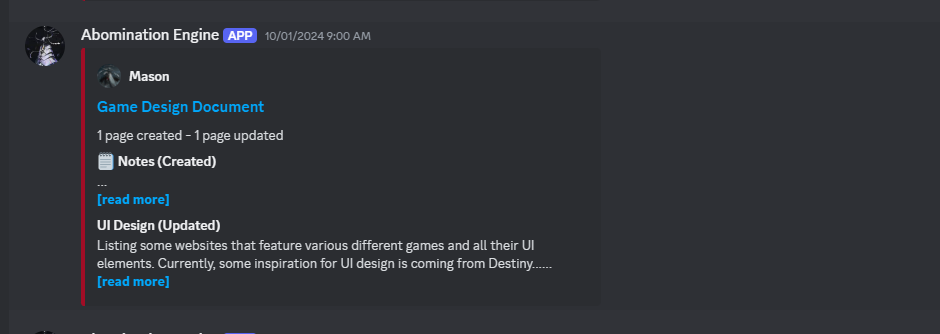 Abomination Engine APP 10/01/2024 9:00 AM
Mason
Game Design Document
1 page created - 1 page updated
Notes (Created)
...
[read more]
UI Design (Updated)
Listing some websites that feature various different games and all their UI
elements. Currently, some inspiration for UI design is coming from Destiny......
[read more]